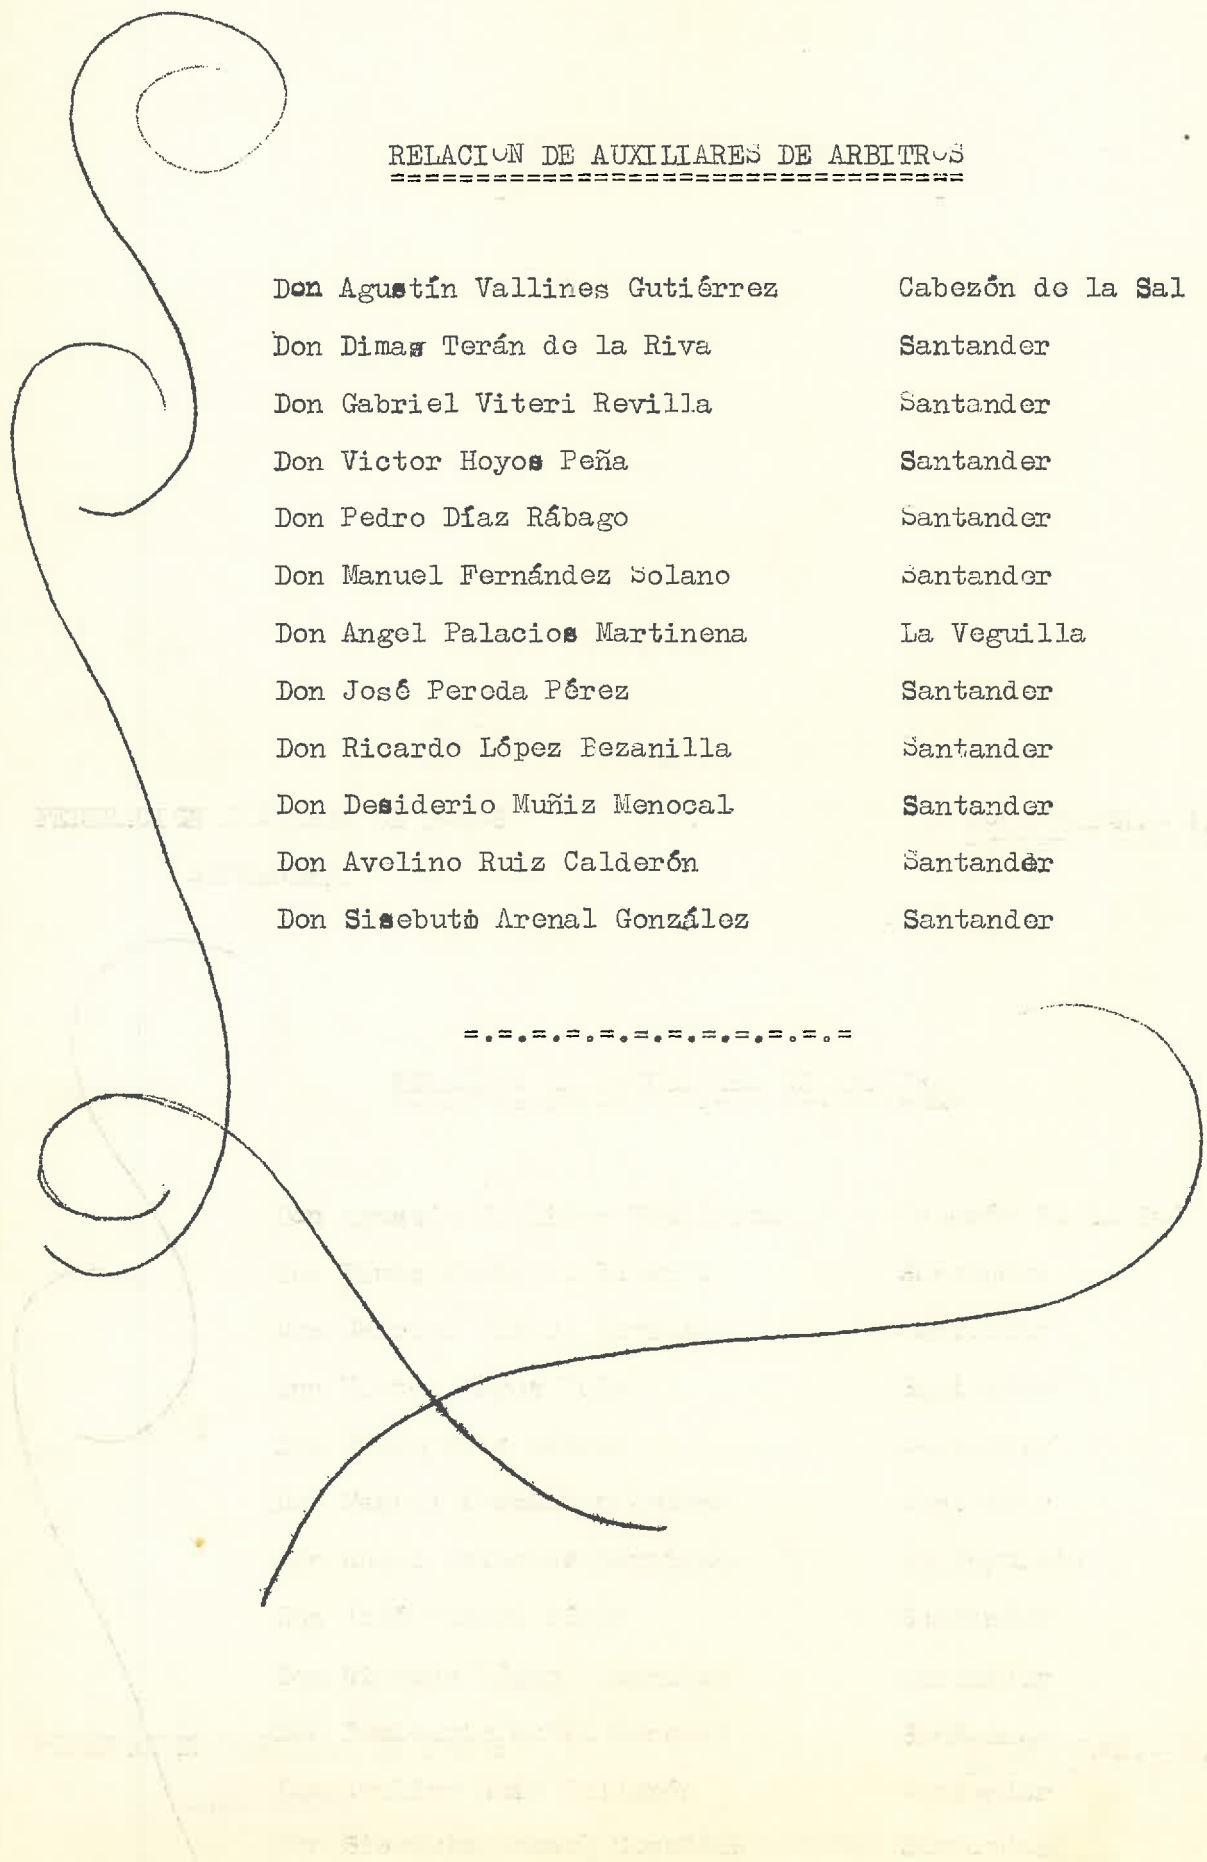 RELACION DE AUXILIARES DE ARBITROS
==================================
Don Agustín Vallines Gutiérrez Cabezón de la Sal
Don Dimas Terán de la Riva Santander
Don Gabriel Viteri Revilla Santander
Don Victor Hoyos Peña Santander
Don Pedro Díaz Rábago Santander
Don Manuel Fernández Solano Santander
Don Angel Palacios Martinena La Veguilla
Don José Pereda Pérez Santander
Don Ricardo López Bezanilla Santander
Don Desiderio Muñiz Menocal Santander
Don Avelino Ruiz Calderón Santander
Don Sisebuto Arenal González Santander
=.=.=.=.=.=.=.=.=.=.=.=